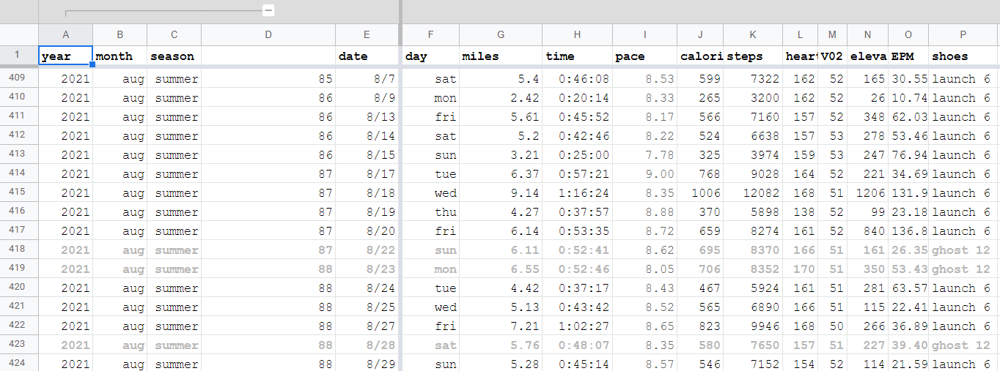 A B C D E F G H I J K L M N O P
1 year month season date day miles time pace calori steps hear V02 eleva EPM shoes
409 2021 aug summer 85 8/7 sat 5.4 0:46:08 8.53 599 7322 162 52 165 30.55 launch 6
410 2021 aug summer 86 8/9 mon 2.42 0:20:14 8.33 265 3200 162 52 26 10.74 launch 6
411 2021 aug summer 86 8/13 fri 5.61 0:45:52 8.17 566 7160 157 52 348 62.03 launch 6
412 2021 aug summer 86 8/14 sat 5.2 0:42:46 8.22 524 6638 157 53 278 53.46 launch 6
413 2021 aug summer 86 8/15 sun 3.21 0:25:00 7.78 325 3974 159 53 247 76.94 launch 6
414 2021 aug summer 87 8/17 tue 6.37 0:57:21 9.00 768 9028 164 52 221 34.69 launch 6
415 2021 aug summer 87 8/18 wed 9.14 1:16:24 8.35 1006 12082 168 51 1206 131.9 launch 6
416 2021 aug summer 87 8/19 thu 4.27 0:37:57 8.88 370 5898 138 52 99 23.18 launch 6
417 2021 aug summer 87 8/20 fri 6.14 0:53:35 8.72 659 8274 161 52 840 136.8 launch 6
418 2021 aug summer 87 8/22 sun 6.11 0:52:41 8.62 695 8370 166 51 161 26.35 ghost 12
419 2021 aug summer 88 8/23 mon 6.55 0:52:46 8.05 706 8352 170 51 350 53.43 ghost 12
420 2021 aug summer 88 8/24 tue 4.42 0:37:17 8.43 467 5924 161 51 281 63.57 launch 6
421 2021 aug summer 88 8/25 wed 5.13 0:43:42 8.52 565 6890 166 51 115 22.41 launch 6
422 2021 aug summer 88 8/27 fri 7.21 1:02:27 8.65 823 9946 168 50 266 36.89 launch 6
423 2021 aug summer 88 8/28 sat 5.76 0:48:07 8.35 580 7650 157 51 227 39.40 ghost 12
424 2021 aug summer 88 8/29 sun 5.28 0:45:14 8.57 546 7152 154 52 114 21.59 launch 6